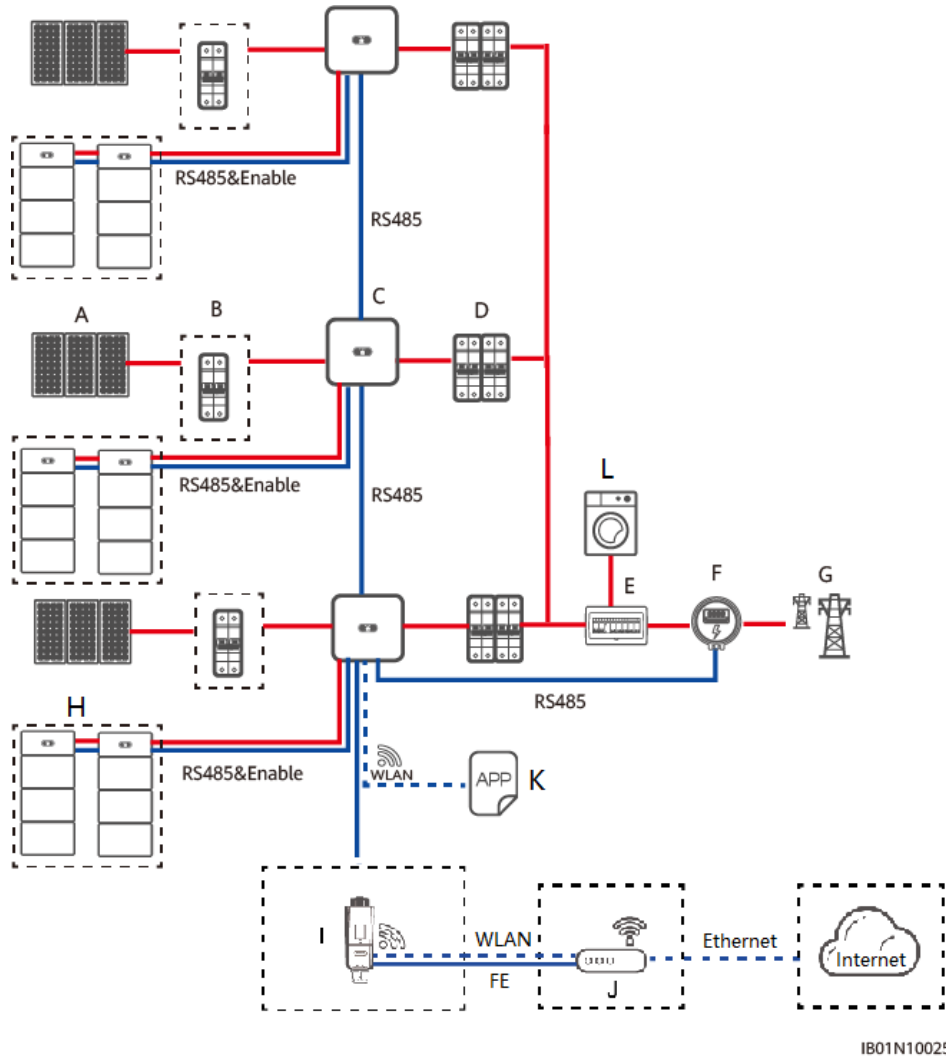 RS485&Enable
RS485
A
B
C
D
RS485&Enable
RS485
L
E
F
G
RS485
H
RS485&Enable
WLAN
APP
K
I
WLAN
FE
J
Ethernet
Internet
IB01N10025